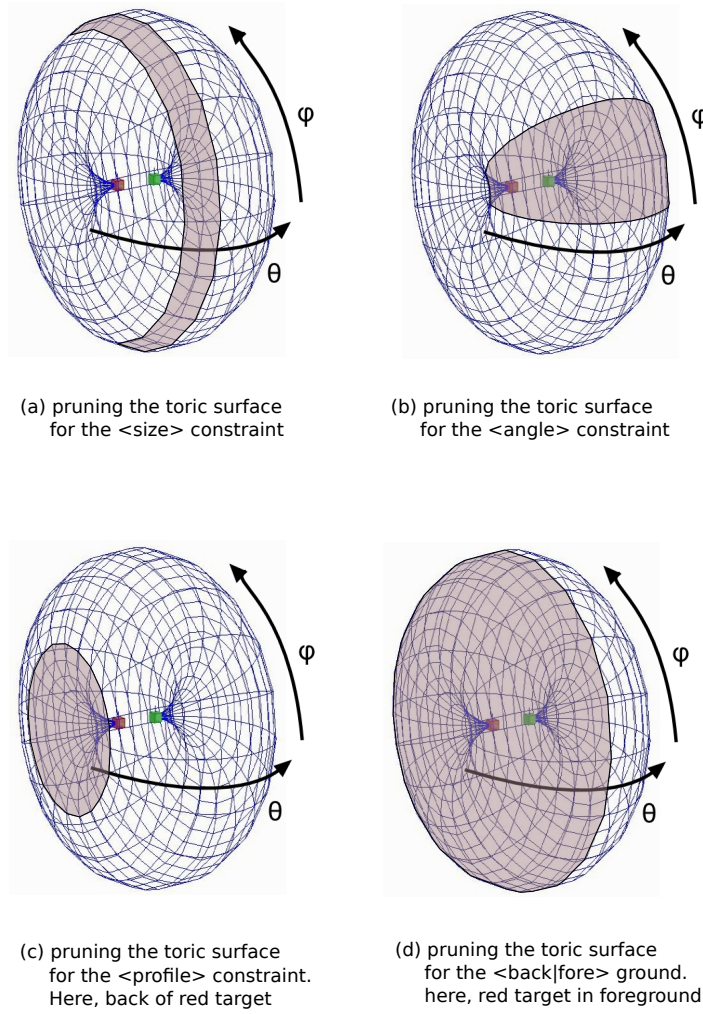 φ
θ
φ
θ
(a) pruning the toric surface
for the <size> constraint
(b) pruning the toric surface
for the <angle> constraint
φ
θ
φ
θ
(c) pruning the toric surface
for the <profile> constraint.
Here, back of red target
(d) pruning the toric surface
for the <back|fore> ground.
here, red target in foreground